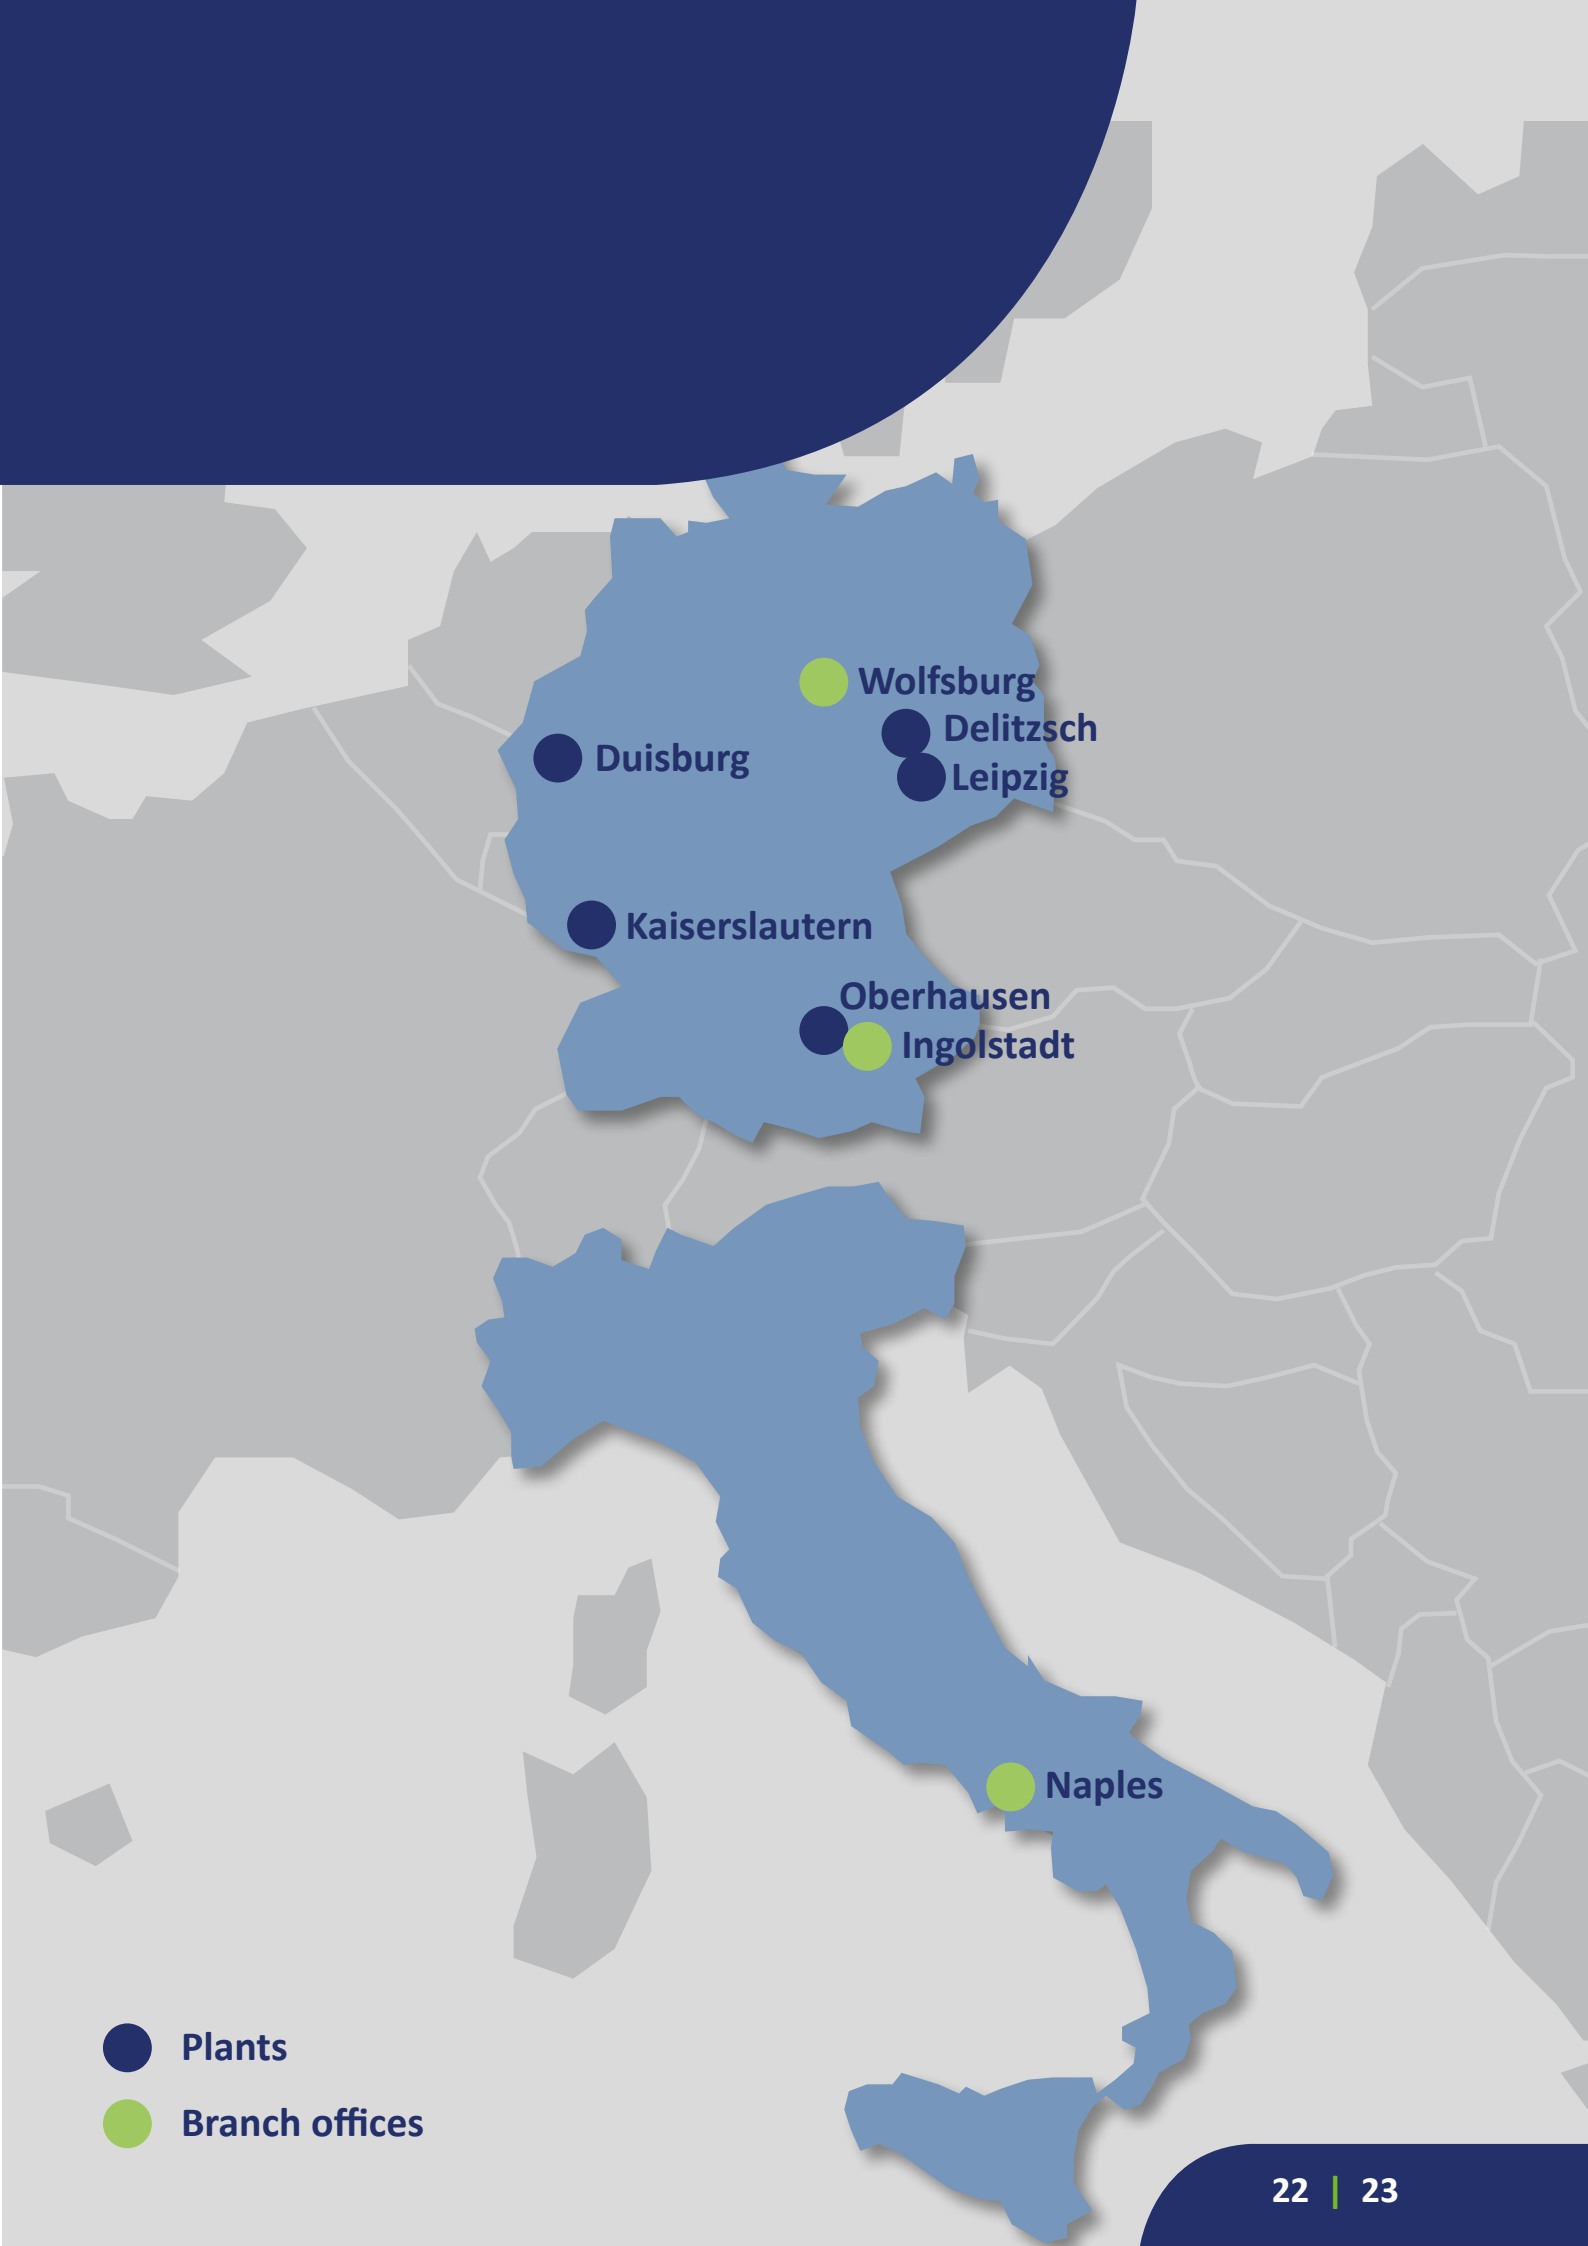 Wolfsburg
Delitzsch
Duisburg
Leipzig
Kaiserslautern
Oberhausen
Ingolstadt
Naples
Plants
Branch offices
22 | 23